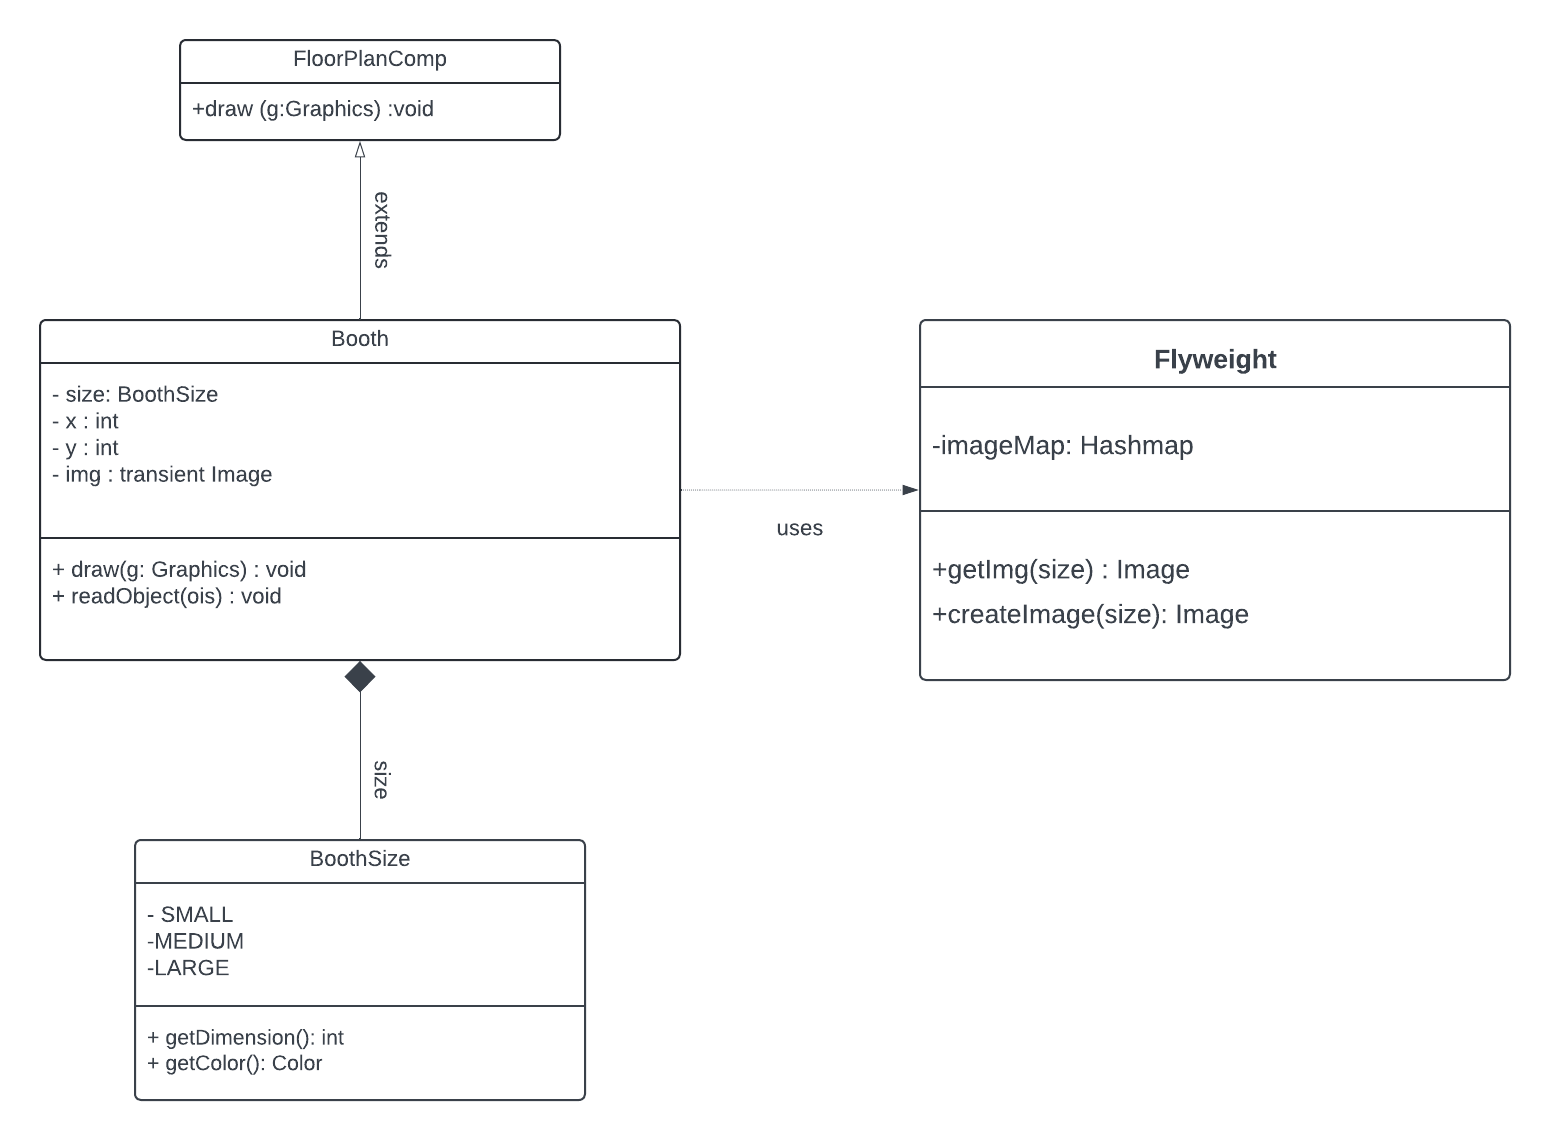 FloorPlanComp
+draw (g:Graphics) :void
extends
Booth
- size: BoothSize
- x : int
- y : int
- img : transient Image
+ draw(g: Graphics) : void
+ readObject(ois) : void
uses
Flyweight
-imageMap: Hashmap
+getImg(size) : Image
+createImage(size): Image
size
BoothSize
- SMALL
-MEDIUM
-LARGE
+ getDimension(): int
+ getColor(): Color